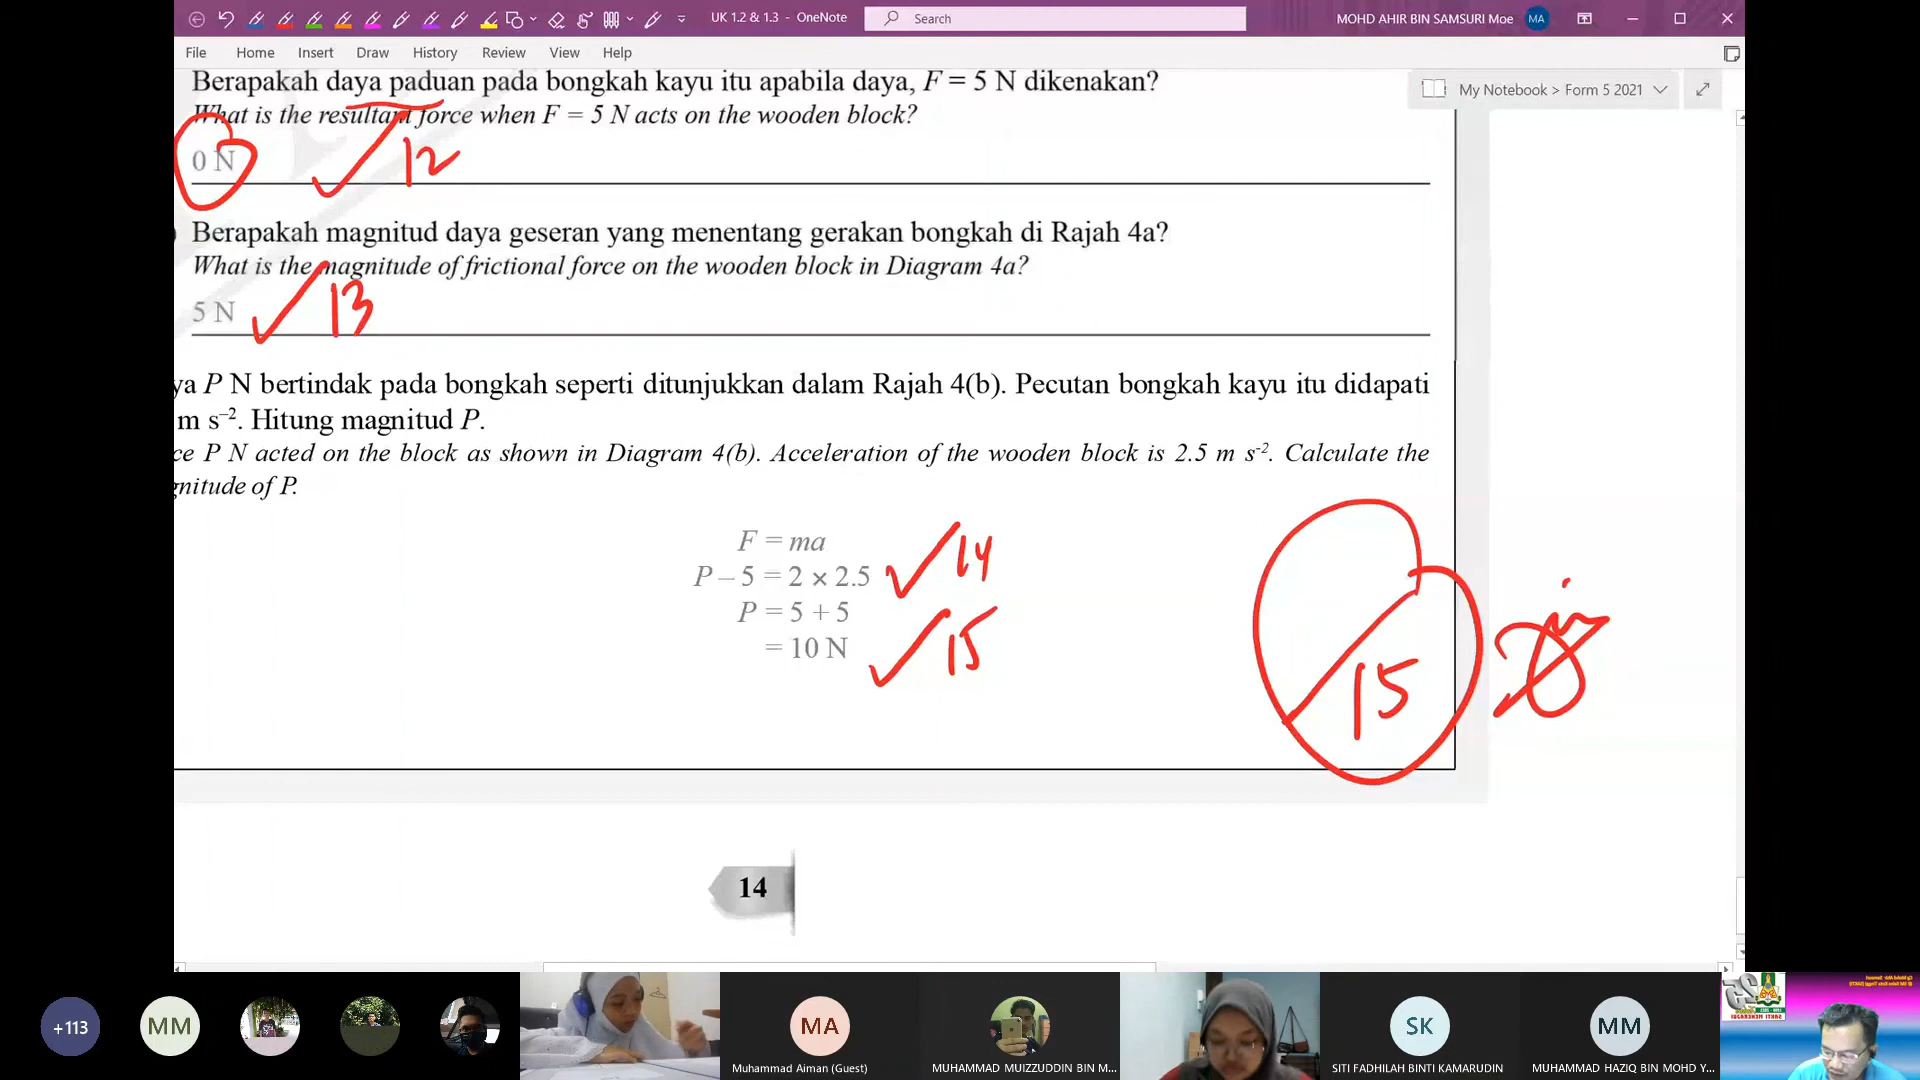 UK 1.2 & 1.3 - OneNote
Search
MOHD AHIR BIN SAMSURI Moe
MA
File Home Insert Draw History Review View Help
My Notebook > Form 5 2021
Berapakah daya paduan pada bongkah kayu itu apabila daya, F = 5 N dikenakan?
What is the resultant force when F = 5 N acts on the wooden block?
0 N
12
Berapakah magnitud daya geseran yang menentang gerakan bongkah di Rajah 4a?
What is the magnitude of frictional force on the wooden block in Diagram 4a?
5 N
13
ya P N bertindak pada bongkah seperti ditunjukkan dalam Rajah 4(b). Pecutan bongkah kayu itu didapati
m s⁻². Hitung magnitud P.
ce P N acted on the block as shown in Diagram 4(b). Acceleration of the wooden block is 2.5 m s⁻². Calculate the
gnitude of P.
F = ma
P – 5 = 2 × 2.5
14
P = 5 + 5
= 10 N
15
15
14
+113
MM
MA
Muhammad Aiman (Guest)
MUHAMMAD MUIZZUDDIN BIN M...
SK
SITI FADHILAH BINTI KAMARUDIN
MM
MUHAMMAD HAZIQ BIN MOHD Y...